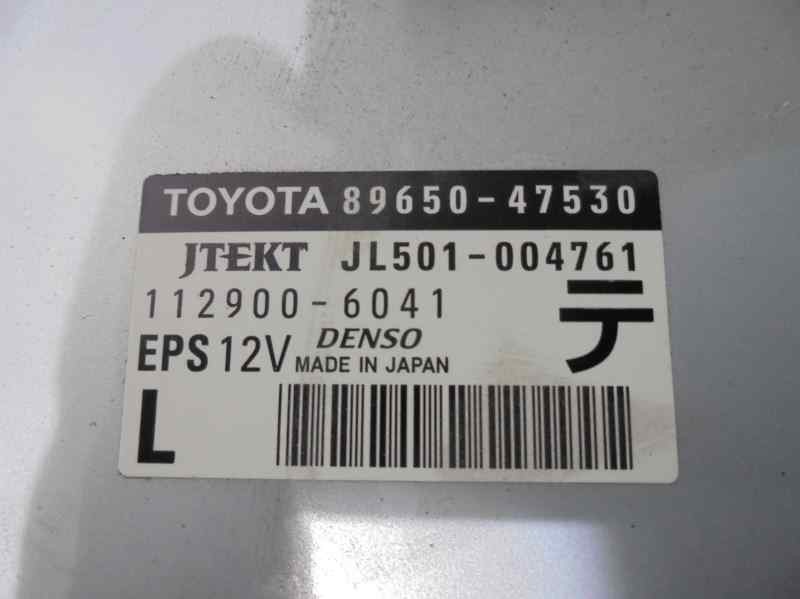 TOYOTA 89650-47530
JTEKT JL501-004761
112900-6041
テ
EPS 12V DENSO
MADE IN JAPAN
L